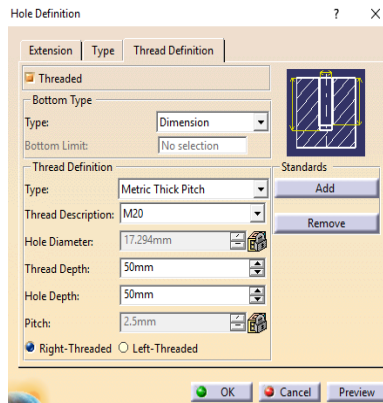 Hole Definition ? X
Extension Type Thread Definition
Threaded
Bottom Type
Type: Dimension
Bottom Limit: No selection
Thread Definition
Type: Metric Thick Pitch
Thread Description: M20
Hole Diameter: 17.294mm
Thread Depth: 50mm
Hole Depth: 50mm
Pitch: 2.5mm
Right-Threaded Left-Threaded
Standards
Add
Remove
OK Cancel Preview